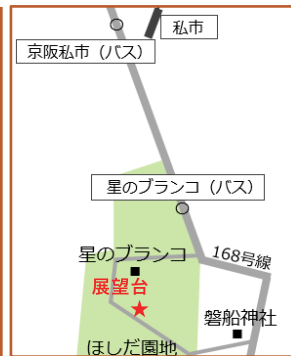 私市
京阪私市（バス）
星のブランコ（バス）
168号線
星のブランコ
展望台
磐船神社
ほしだ園地